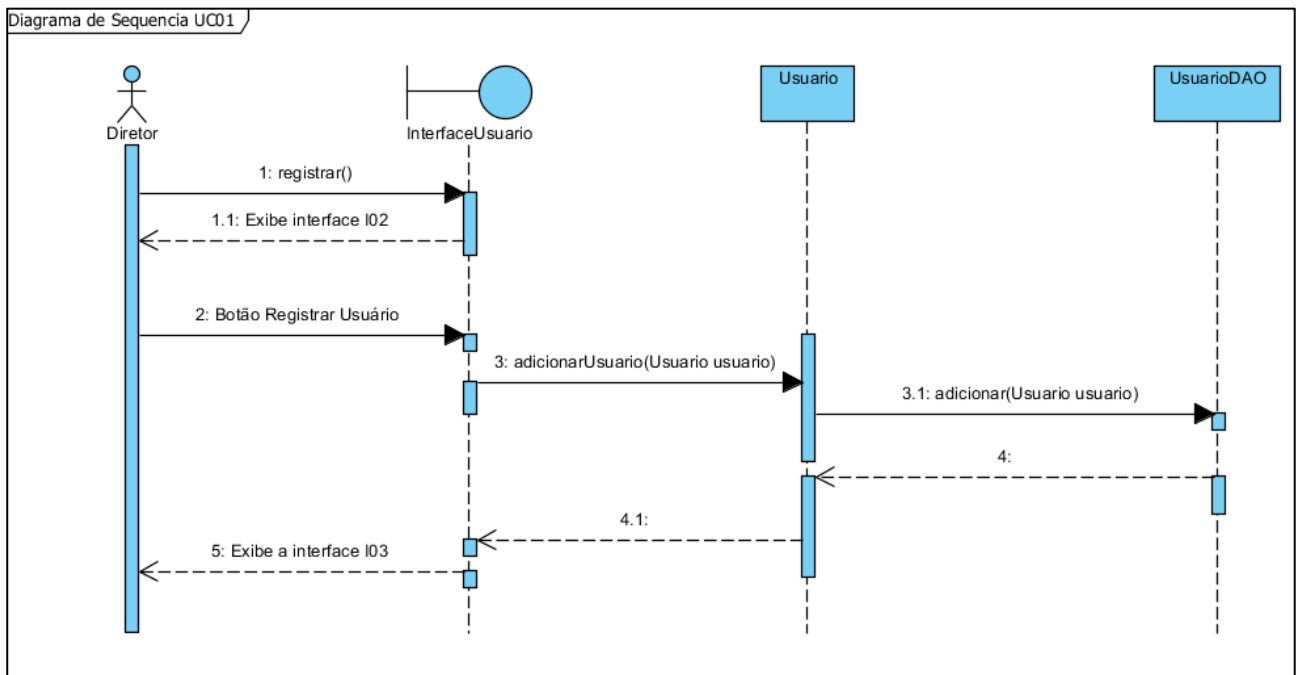 Diagrama de Sequencia UC01
Diretor
InterfaceUsuario
Usuario
UsuarioDAO
1: registrar()
1.1: Exibe interface I02
2: Botão Registrar Usuário
3: adicionarUsuario(Usuario usuario)
3.1: adicionar(Usuario usuario)
4:
4.1:
5: Exibe a interface I03